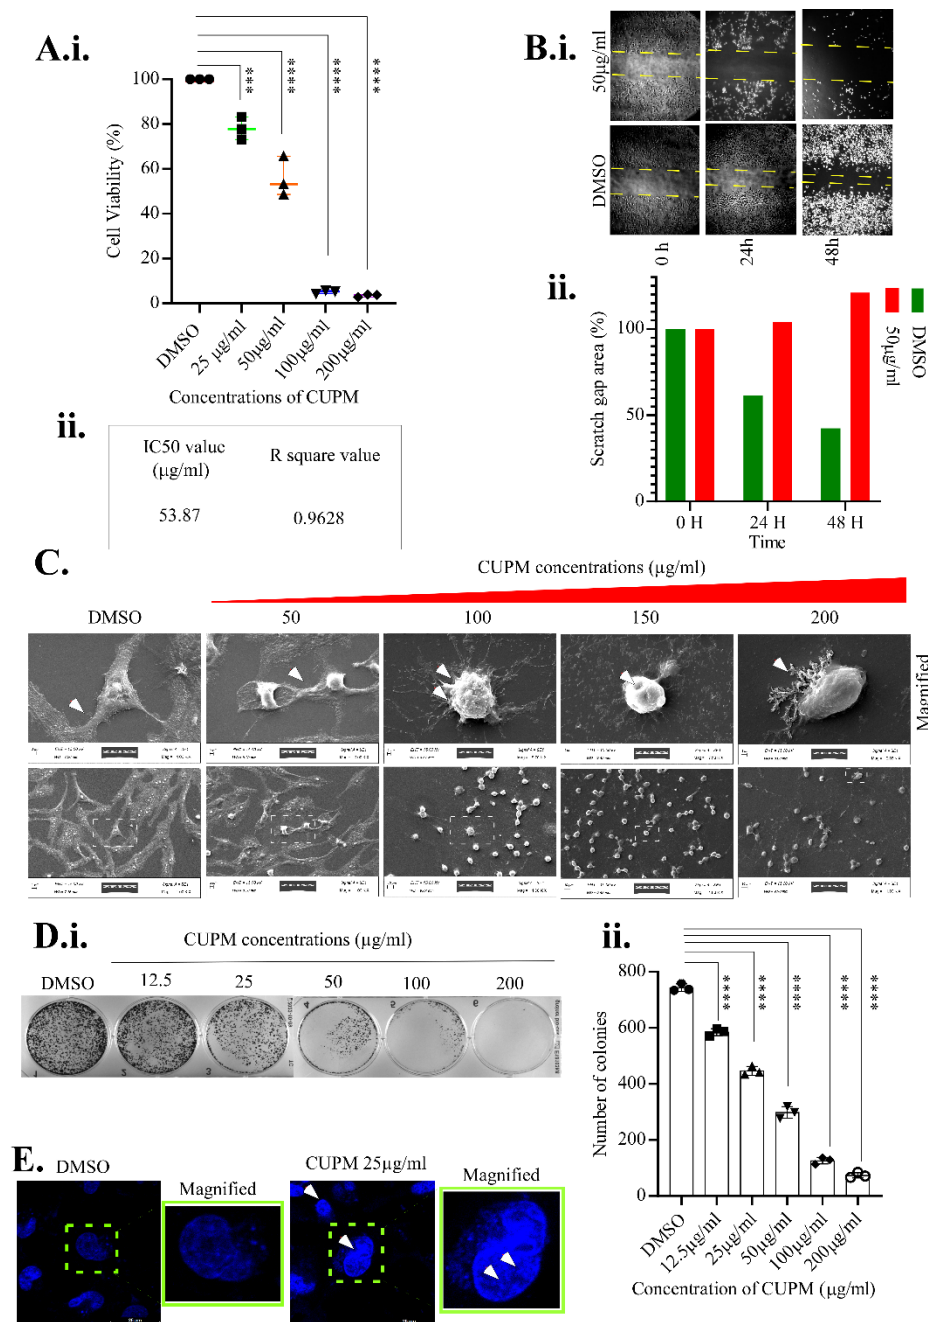 A.i.
***
****
****
****
Cell Viability (%)
100
80
60
40
20
0
DMSO
25 µg/ml
50µg/ml
100µg/ml
200µg/ml
Concentrations of CUPM
ii.
IC50 value
(µg/ml)
R square value
53.87
0.9628
B.i.
50µg/ml
DMSO
0 h
24h
48h
ii.
50µg/ml
DMSO
Scratch gap area (%)
100
50
0
0 H
24 H
48 H
Time
C.
CUPM concentrations (µg/ml)
DMSO
50
100
150
200
Magnified
D.i.
CUPM concentrations (µg/ml)
DMSO
12.5
25
50
100
200
ii.
****
****
****
****
****
Number of colonies
800
600
400
200
0
DMSO
12.5µg/ml
25µg/ml
50µg/ml
100µg/ml
200µg/ml
Concentration of CUPM (µg/ml)
E.
DMSO
Magnified
CUPM 25µg/ml
Magnified